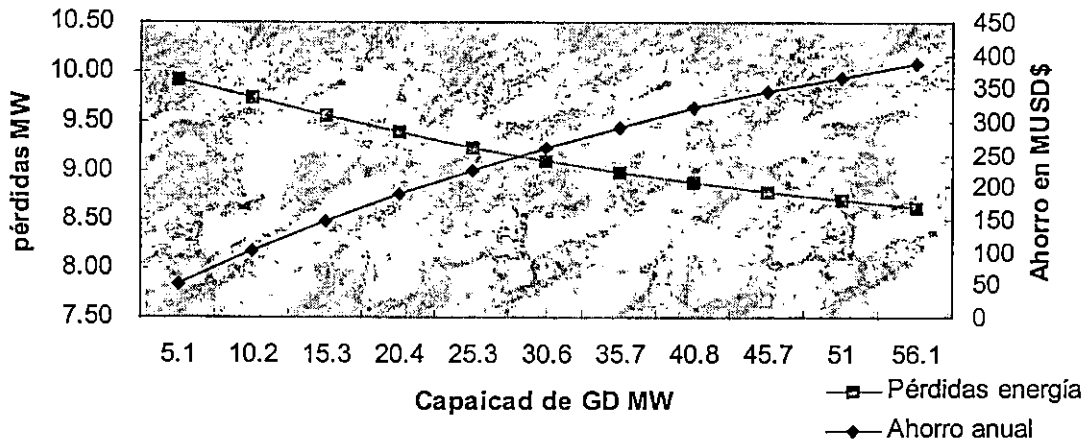 pérdidas MW
10.50
10.00
9.50
9.00
8.50
8.00
7.50
450
400
350
300
250
200
150
100
50
0
Ahorro en MUSD$
5.1 10.2 15.3 20.4 25.3 30.6 35.7 40.8 45.7 51 56.1
Capaicad de GD MW
Pérdidas energía
Ahorro anual